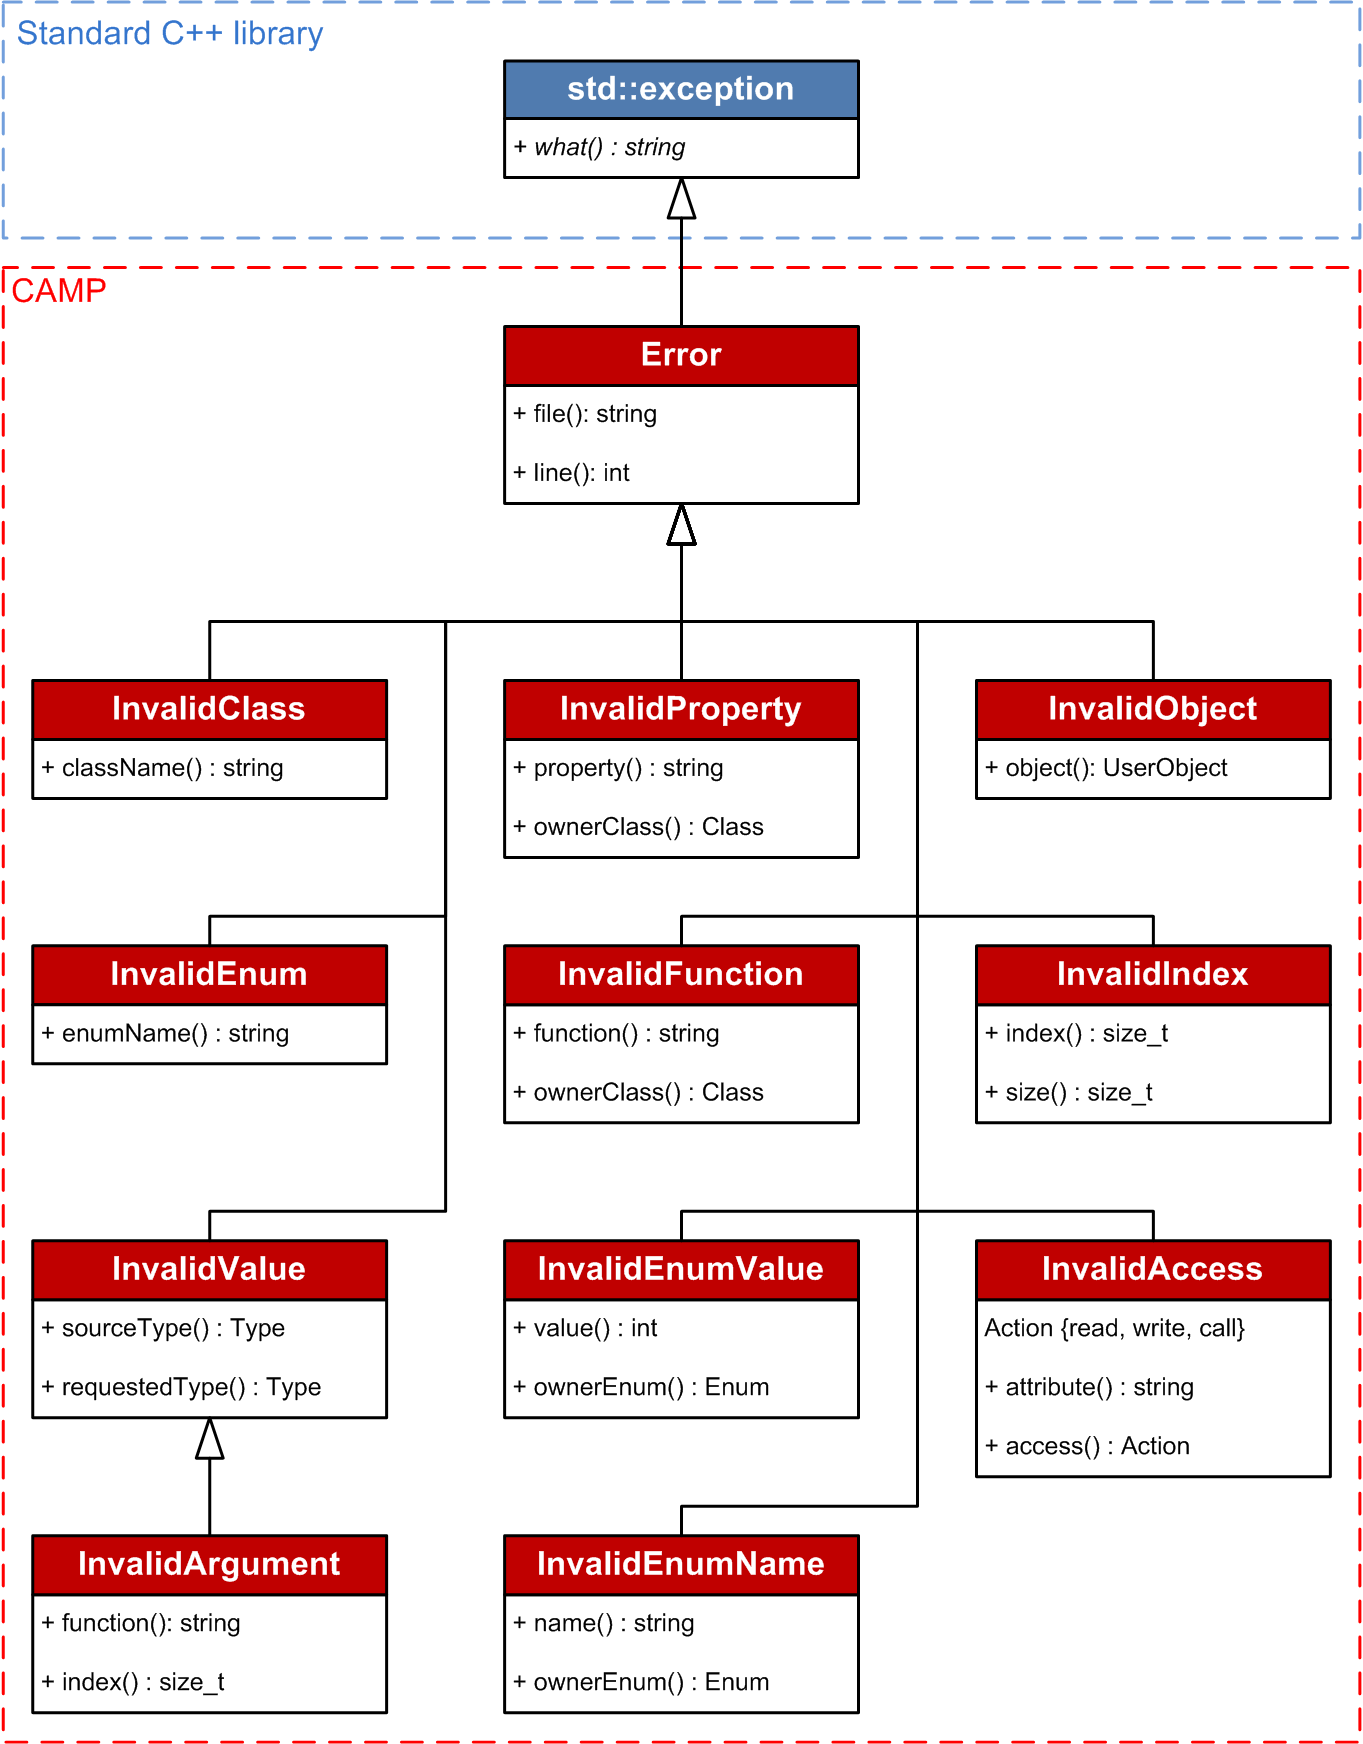 Standard C++ library
std::exception
+ what() : string
CAMP
Error
+ file(): string
+ line(): int
InvalidClass
+ className() : string
InvalidProperty
+ property() : string
+ ownerClass() : Class
InvalidObject
+ object(): UserObject
InvalidEnum
+ enumName() : string
InvalidFunction
+ function() : string
+ ownerClass() : Class
InvalidIndex
+ index() : size_t
+ size() : size_t
InvalidValue
+ sourceType() : Type
+ requestedType() : Type
InvalidEnumValue
+ value() : int
+ ownerEnum() : Enum
InvalidAccess
Action {read, write, call}
+ attribute() : string
+ access() : Action
InvalidArgument
+ function(): string
+ index() : size_t
InvalidEnumName
+ name() : string
+ ownerEnum() : Enum